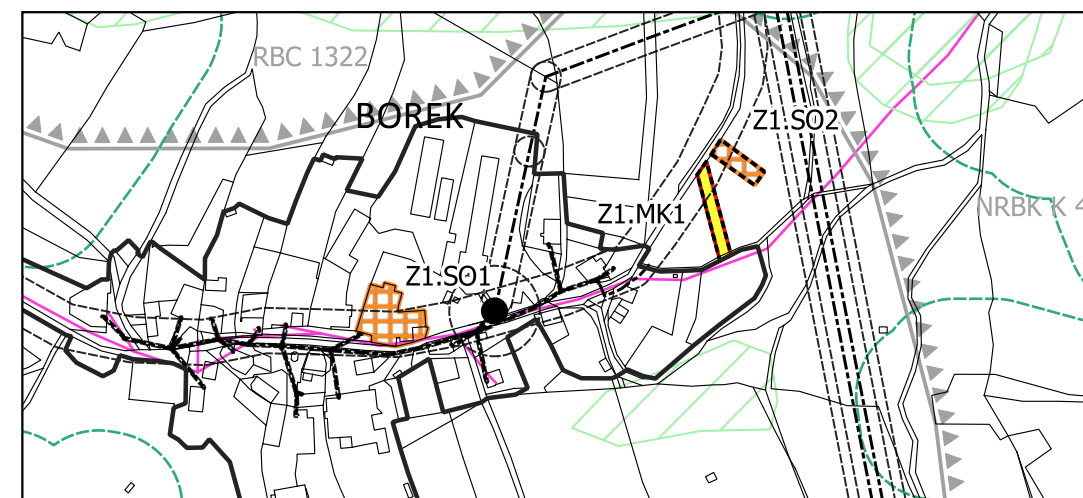 RBC 1322
BOREK
Z1.SO2
Z1.MK1
NRBK K 4
Z1.SO1